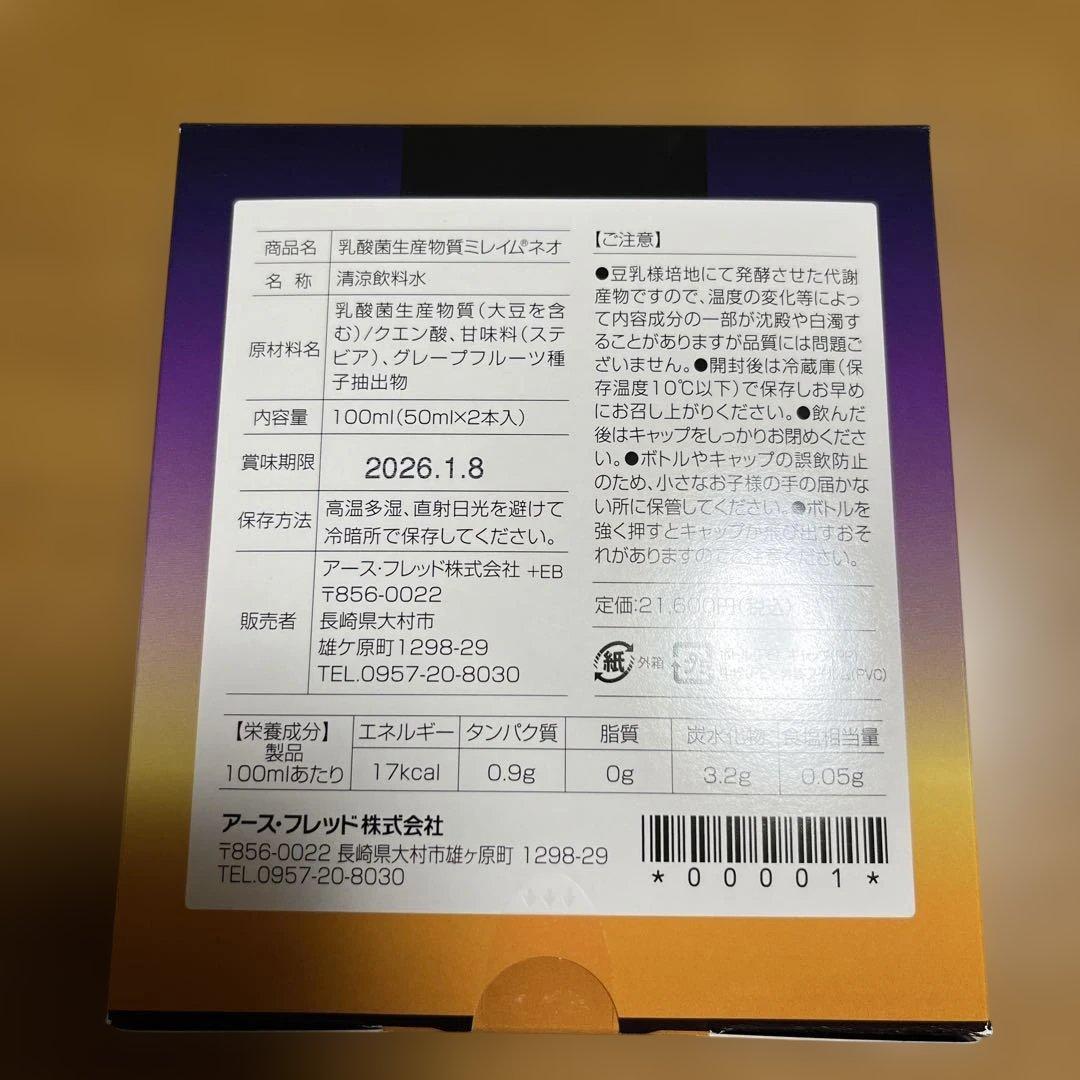 商品名 乳酸菌生産物質ミレイム®ネオ
名 称 清涼飲料水
原材料名 乳酸菌生産物質(大豆を含
む)/クエン酸、甘味料(ステ
ビア)、グレープフルーツ種
子抽出物
内容量 100ml(50ml×2本入)
賞味期限 2026.1.8
保存方法 高温多湿、直射日光を避けて
冷暗所で保存してください。
販売者 アース・フレッド株式会社 +EB
〒856-0022
長崎県大村市
雄ケ原町1298-29
TEL.0957-20-8030
【ご注意】
●豆乳様培地にて発酵させた代謝
産物ですので、温度の変化等によっ
て内容成分の一部が沈殿や白濁す
ることがありますが品質には問題ご
ざいません。●開封後は冷蔵庫(保
存温度10℃以下)で保存しお早め
にお召し上がりください。●飲んだ
後はキャップをしっかりお閉めくださ
い。●ボトルやキャップの誤飲防止
のため、小さなお子様の手の届かな
い所に保管してください。●ボトルを
強く押すとキャップが飛び出すおそ
れがありますのでご注意ください。
定価:21,600円(税込)
紙 外箱
(PVC)
【栄養成分】 エネルギー タンパク質 脂質 炭水化物 食塩相当量
製品
100mlあたり 17kcal 0.9g 0g 3.2g 0.05g
アース・フレッド株式会社
〒856-0022 長崎県大村市雄ヶ原町 1298-29
TEL.0957-20-8030
*00001*